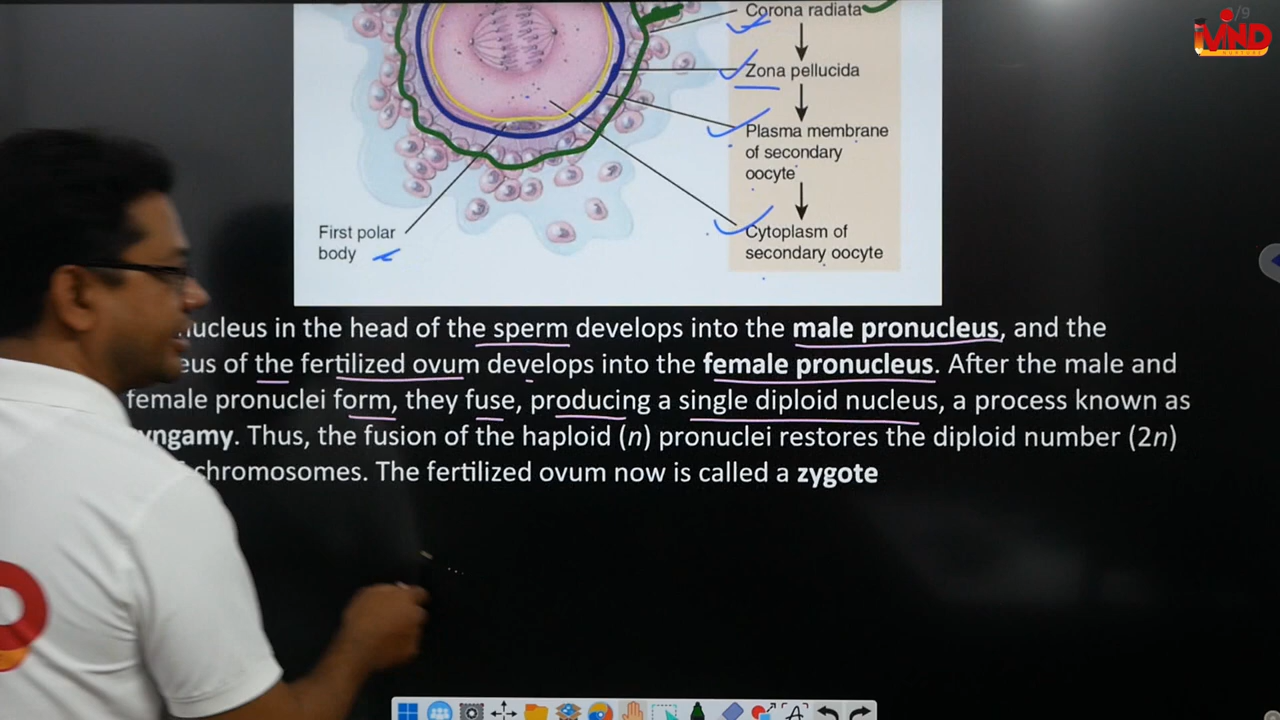 /9
MIND
NURTURE
Corona radiata
Zona pellucida
Plasma membrane
of secondary
oocyte
First polar
body
Cytoplasm of
secondary oocyte
in the head of the sperm develops into the male pronucleus, and the
of the fertilized ovum develops into the female pronucleus. After the male and
female pronuclei form, they fuse, producing a single diploid nucleus, a process known as
Thus, the fusion of the haploid (n) pronuclei restores the diploid number (2n)
chromosomes. The fertilized ovum now is called a zygote
A